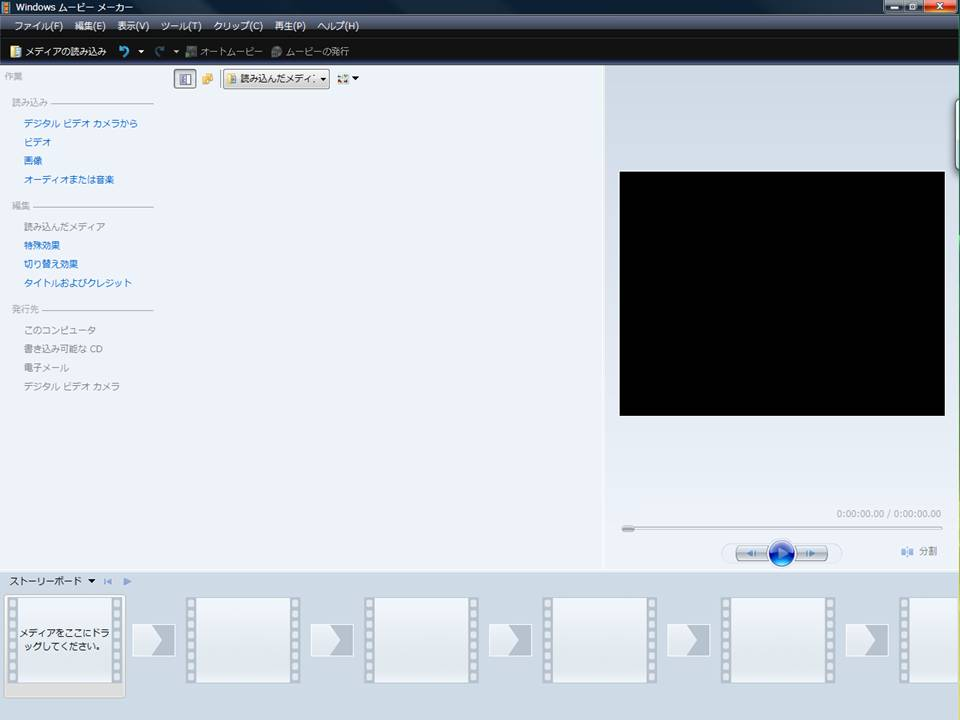 Windows ムービー メーカー
ファイル(F) 編集(E) 表示(V) ツール(T) クリップ(C) 再生(P) ヘルプ(H)
メディアの読み込み オートムービー ムービーの発行
作業
読み込んだメディ
読み込み
デジタル ビデオ カメラから
ビデオ
画像
オーディオまたは音楽
編集
読み込んだメディア
特殊効果
切り替え効果
タイトルおよびクレジット
発行先
このコンピュータ
書き込み可能な CD
電子メール
デジタル ビデオ カメラ
0:00:00.00 / 0:00:00.00
分割
ストーリーボード
メディアをここにドラ
ッグしてください。